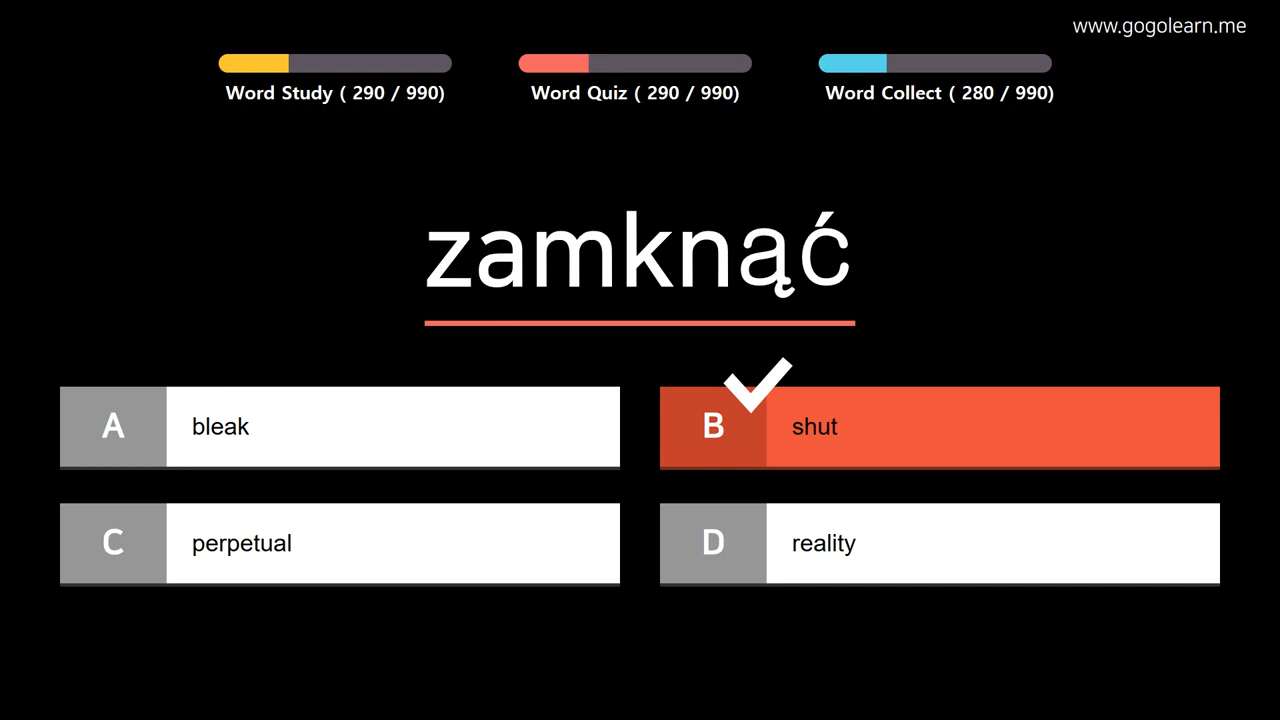 www.gogolearn.me
Word Study ( 290 / 990)
Word Quiz ( 290 / 990)
Word Collect ( 280 / 990)
zamknąć
A
bleak
B
shut
C
perpetual
D
reality